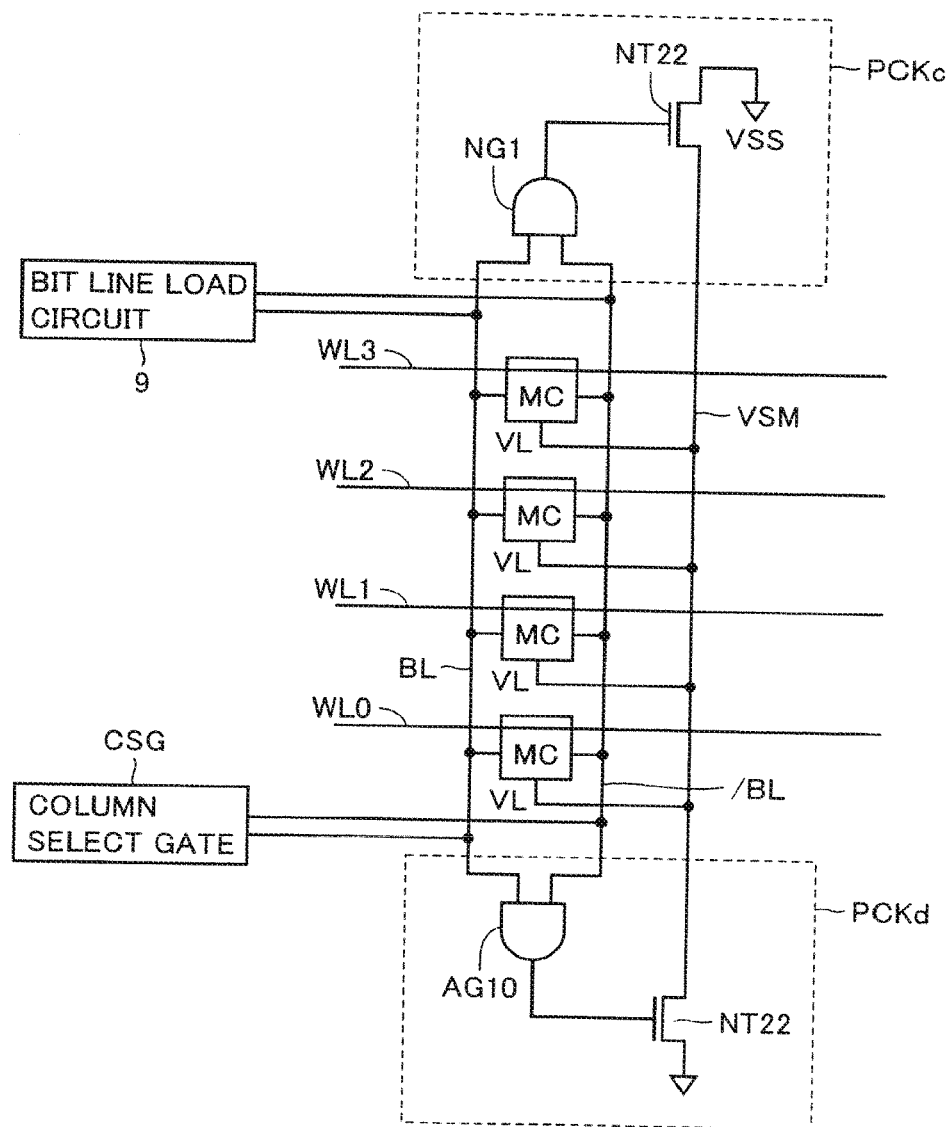 NT22
PCKc
VSS
NG1
BIT LINE LOAD
CIRCUIT
9
WL3
MC
VSM
VL
WL2
MC
VL
WL1
MC
BL
VL
WL0
CSG
MC
COLUMN
SELECT GATE
VL
/BL
PCKd
AG10
NT22